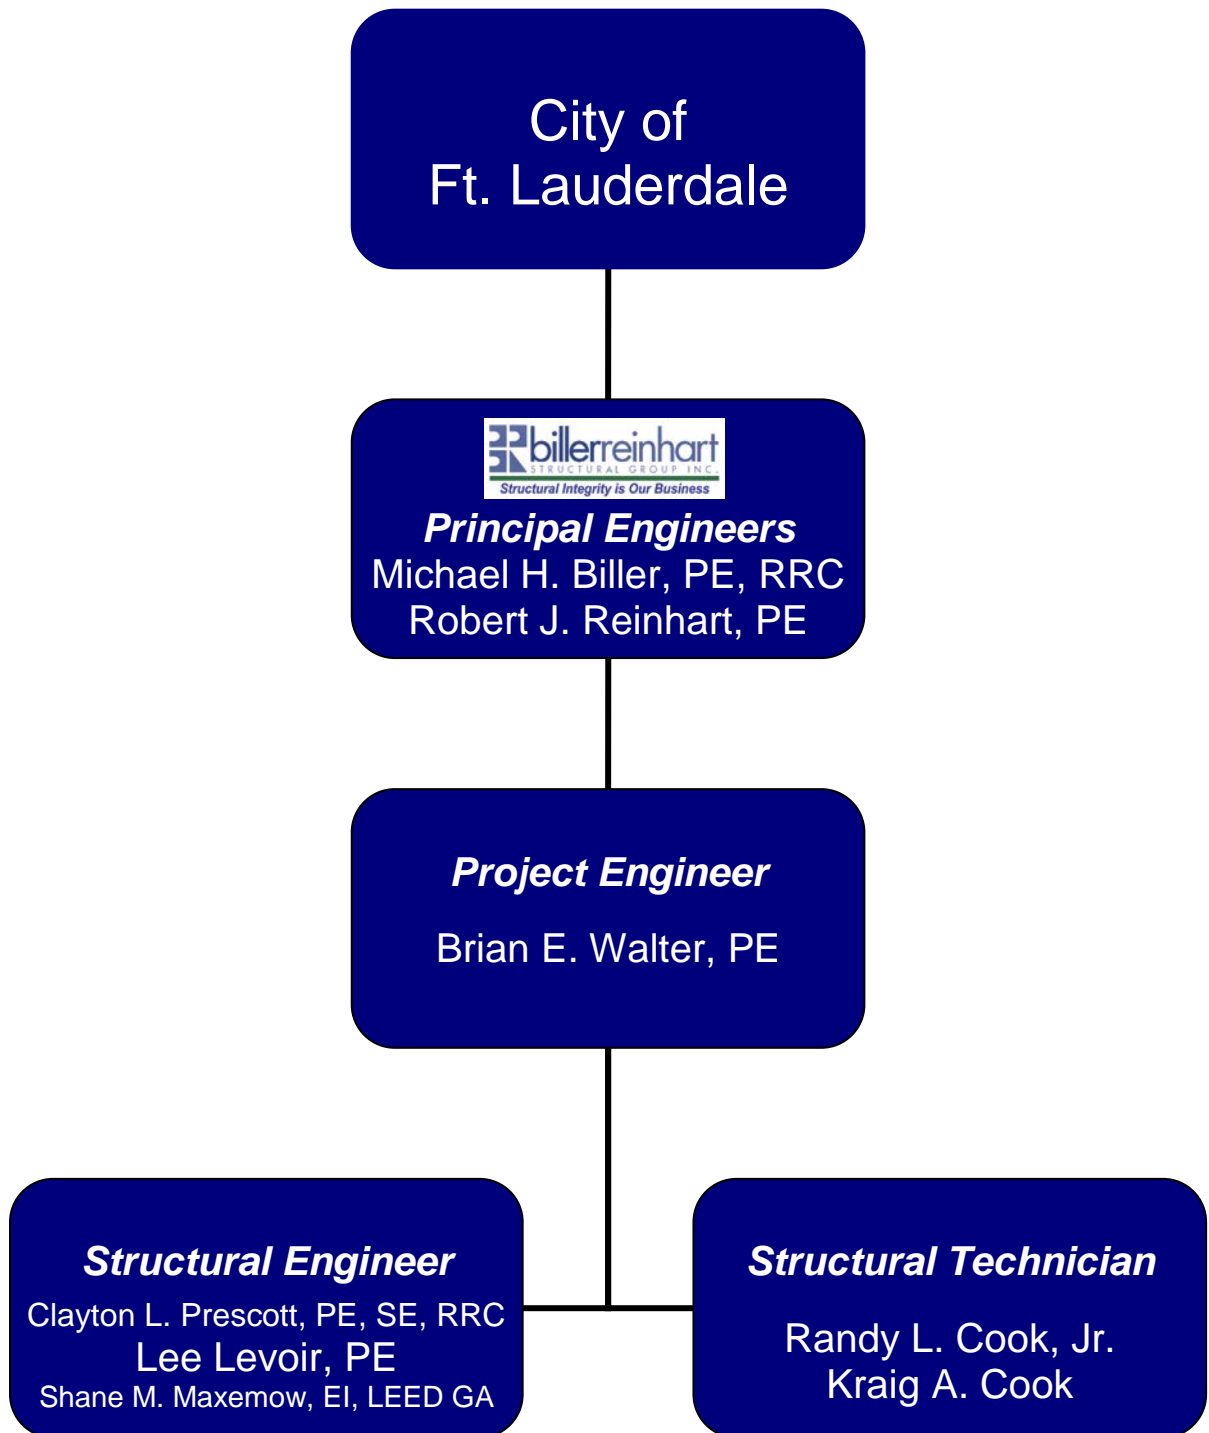 City of
Ft. Lauderdale
billerreinhart
STRUCTURAL GROUP INC.
Structural Integrity is Our Business
Principal Engineers
Michael H. Biller, PE, RRC
Robert J. Reinhart, PE
Project Engineer
Brian E. Walter, PE
Structural Engineer
Clayton L. Prescott, PE, SE, RRC
Lee Levoir, PE
Shane M. Maxemow, EI, LEED GA
Structural Technician
Randy L. Cook, Jr.
Kraig A. Cook